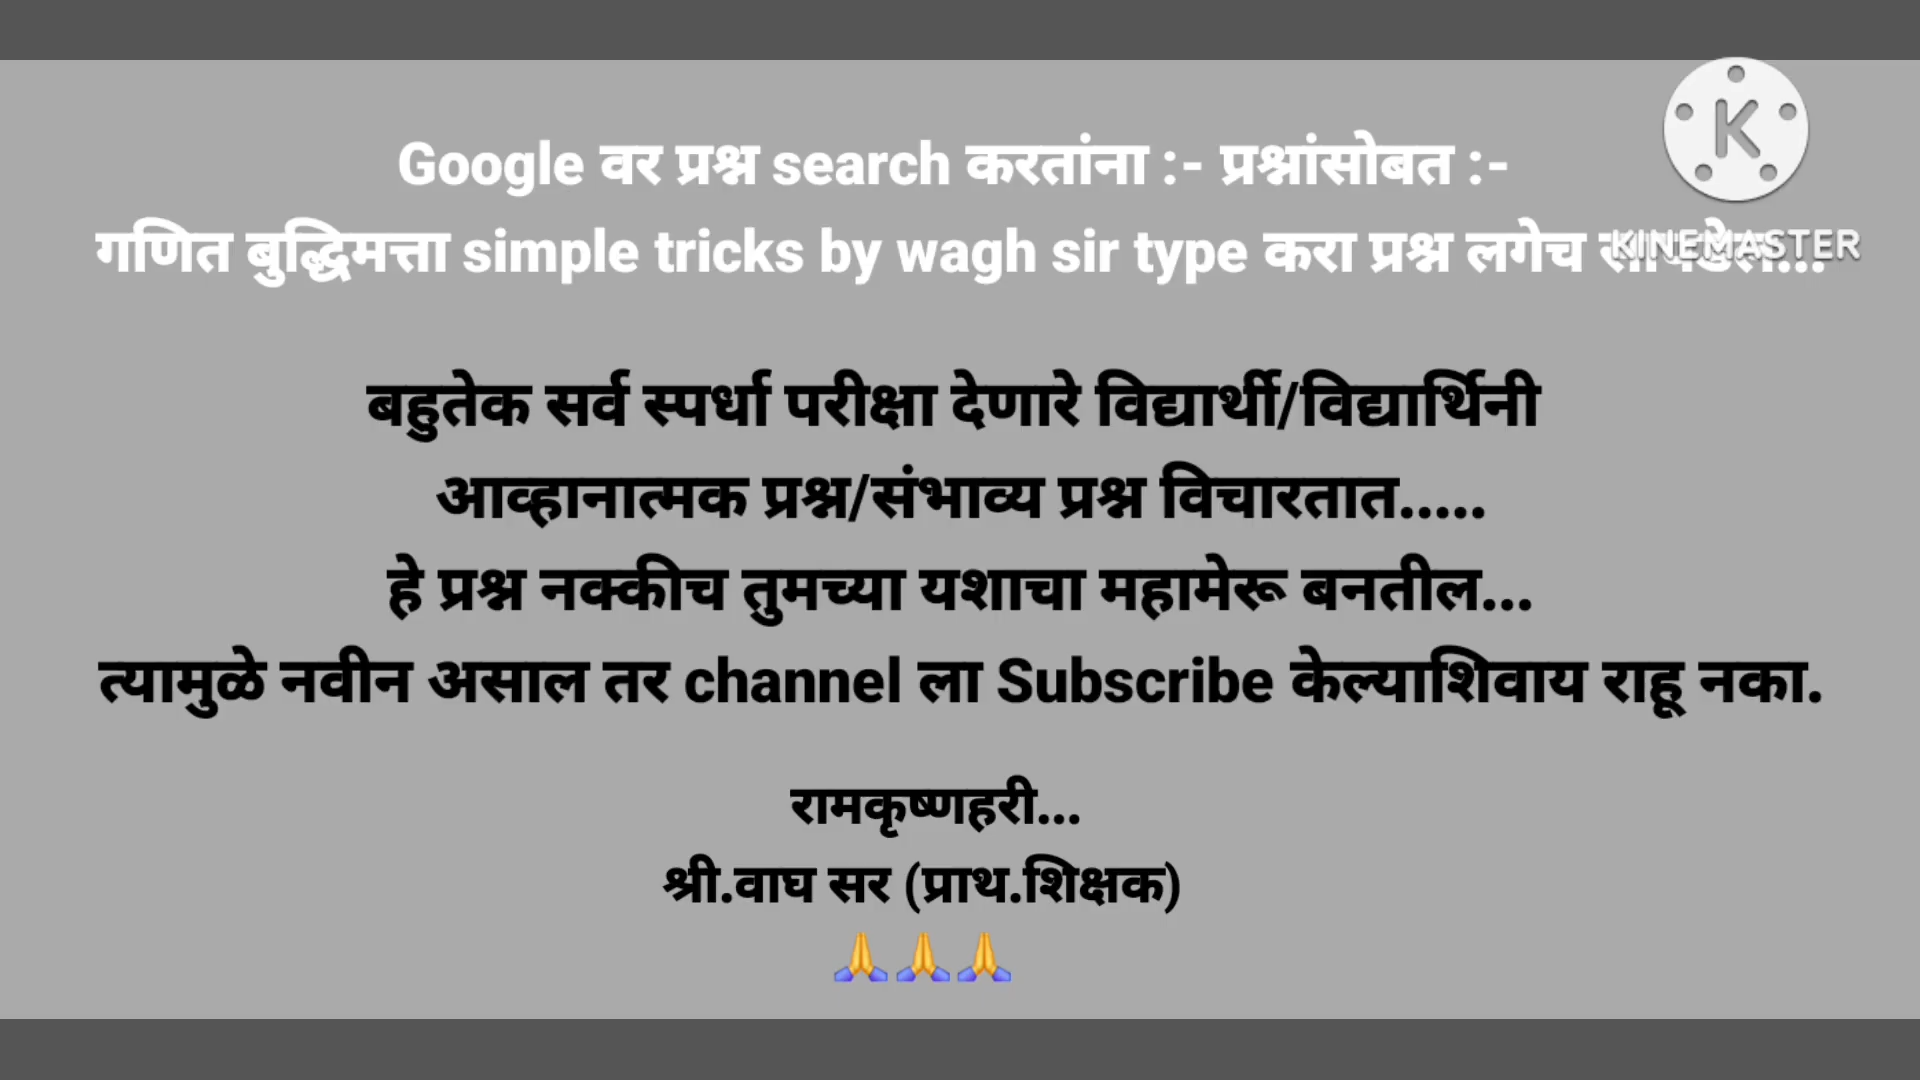 Google वर प्रश्न search करतांना :- प्रश्नांसोबत :-
गणित बुद्धिमत्ता simple tricks by wagh sir type करा प्रश्न लगेच
K
KINEMASTER
बहुतेक सर्व स्पर्धा परीक्षा देणारे विद्यार्थी/विद्यार्थिनी
आव्हानात्मक प्रश्न/संभाव्य प्रश्न विचारतात.....
हे प्रश्न नक्कीच तुमच्या यशाचा महामेरू बनतील...
त्यामुळे नवीन असाल तर channel ला Subscribe केल्याशिवाय राहू नका.
रामकृष्णहरी...
श्री.वाघ सर (प्राथ.शिक्षक)
🙏🙏🙏